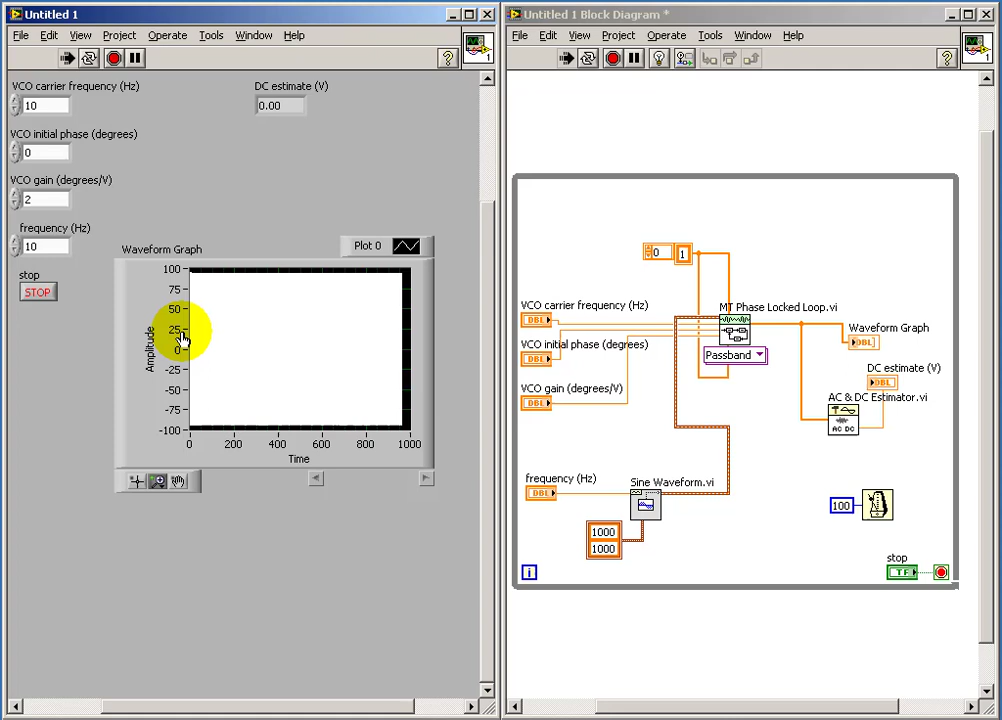 Untitled 1
File Edit View Project Operate Tools Window Help
?
VCO carrier frequency (Hz)
10
DC estimate (V)
0.00
VCO initial phase (degrees)
0
VCO gain (degrees/V)
2
frequency (Hz)
10
stop
STOP
Waveform Graph
Plot 0
100
75
50
25
0
-25
-50
-75
-100
Amplitude
0 200 400 600 800 1000
Time
Untitled 1 Block Diagram *
File Edit View Project Operate Tools Window Help
?
0
1
VCO carrier frequency (Hz)
DBL
MT Phase Locked Loop.vi
Passband
VCO initial phase (degrees)
DBL
VCO gain (degrees/V)
DBL
Waveform Graph
DBL
DC estimate (V)
DBL
AC & DC Estimator.vi
AC DC
frequency (Hz)
DBL
Sine Waveform.vi
1000
1000
100
stop
TF
i